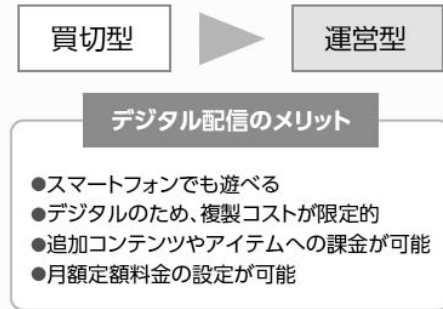 買切型
運営型
デジタル配信のメリット
●スマートフォンでも遊べる
●デジタルのため、複製コストが限定的
●追加コンテンツやアイテムへの課金が可能
●月額定額料金の設定が可能